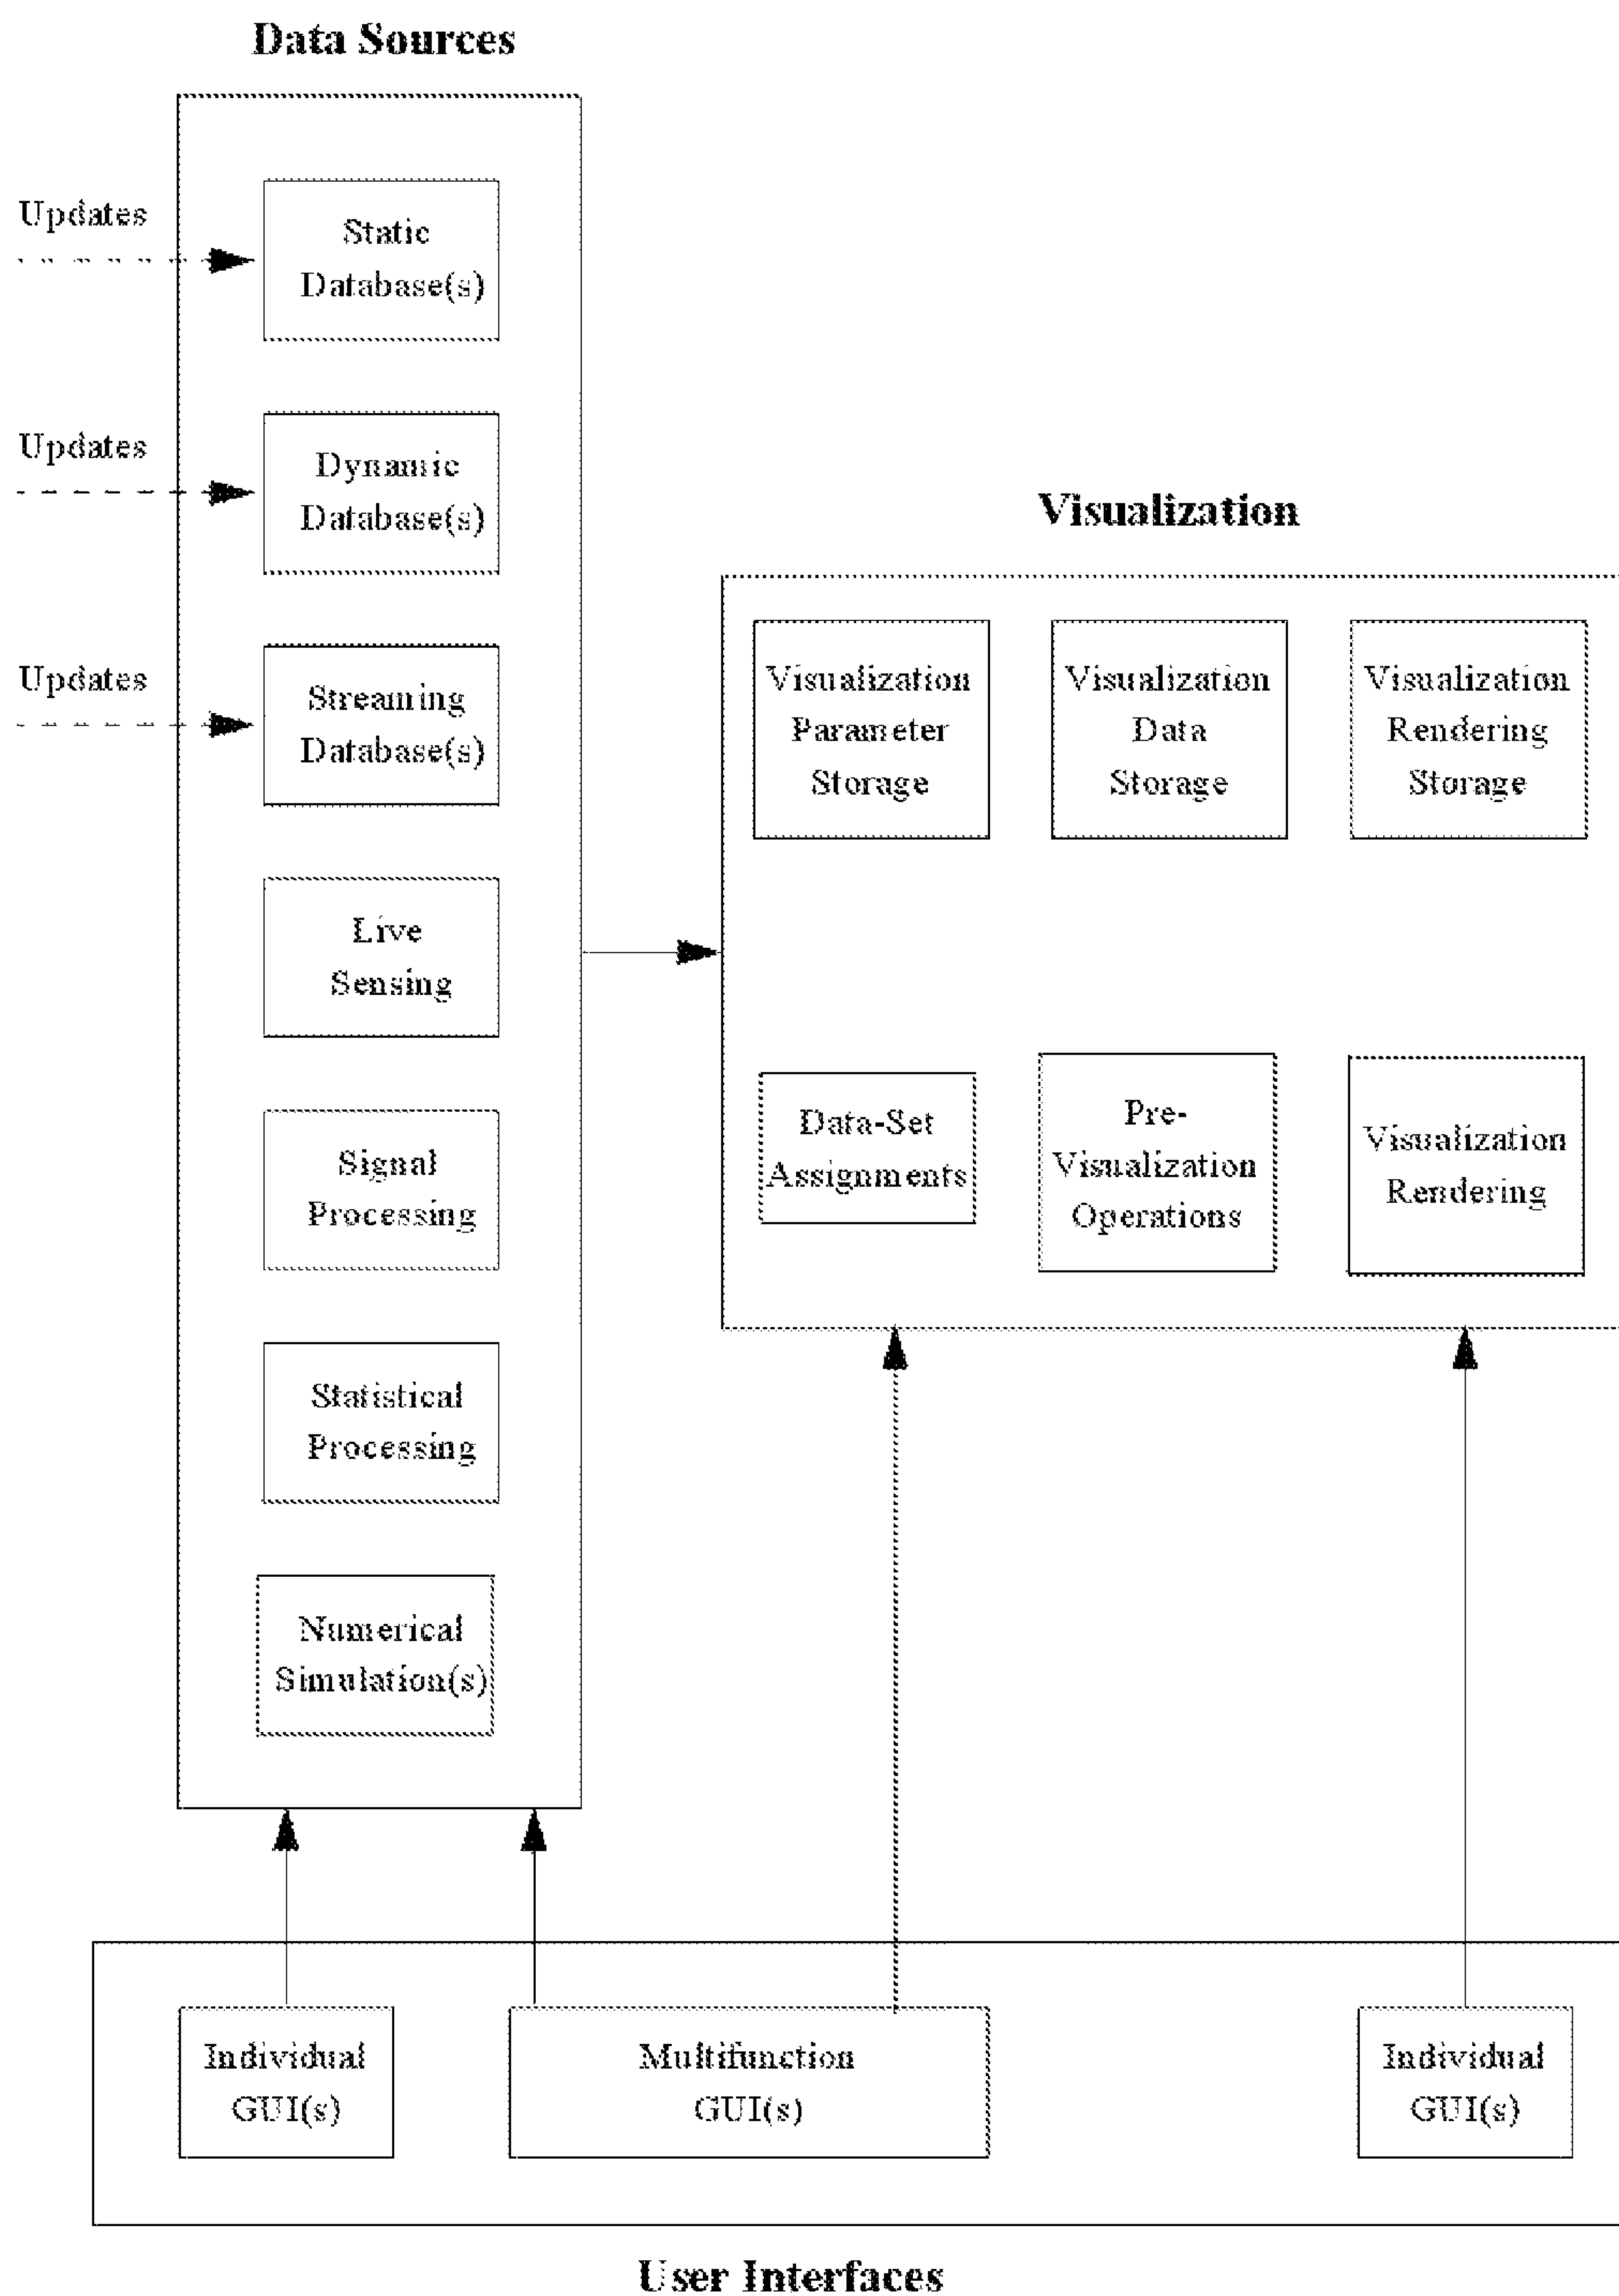 Data Sources
Updates
Static
Database(s)
Updates
Dynamic
Database(s)
Updates
Streaming
Database(s)
Live
Sensing
Signal
Processing
Statistical
Processing
Numerical
Simulation(s)
Visualization
Visualization
Parameter
Storage
Visualization
Data
Storage
Visualization
Rendering
Storage
Data-Set
Assignments
Pre-
Visualization
Operations
Visualization
Rendering
Individual
GUI(s)
Multifunction
GUI(s)
Individual
GUI(s)
User Interfaces